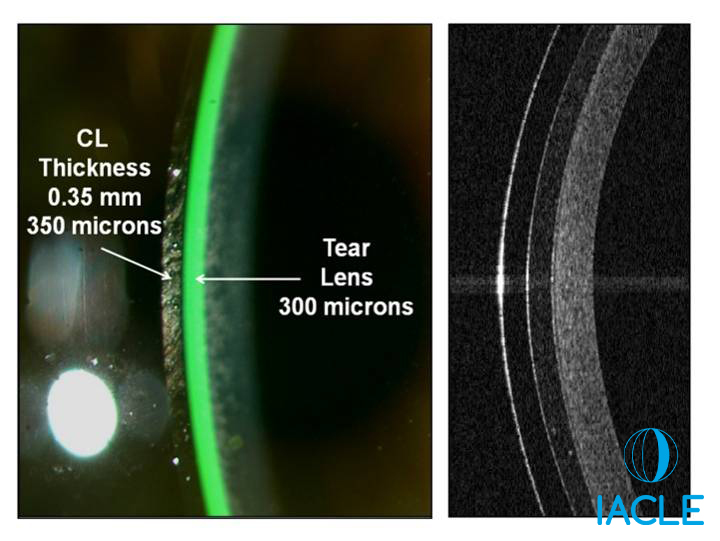 CL
Thickness
0.35 mm
350 microns
Tear
Lens
300 microns
IACLE